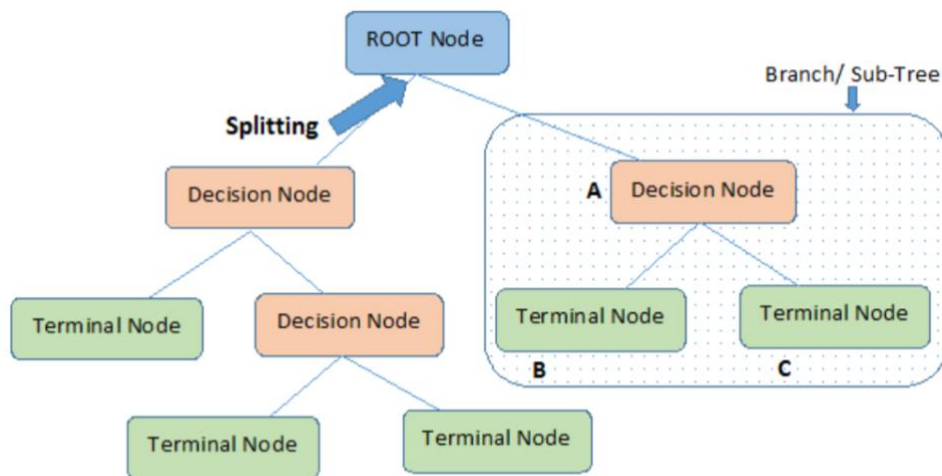 ROOT Node
Branch/ Sub-Tree
Splitting
Decision Node
A
Decision Node
Terminal Node
Decision Node
Terminal Node
Terminal Node
B
C
Terminal Node
Terminal Node